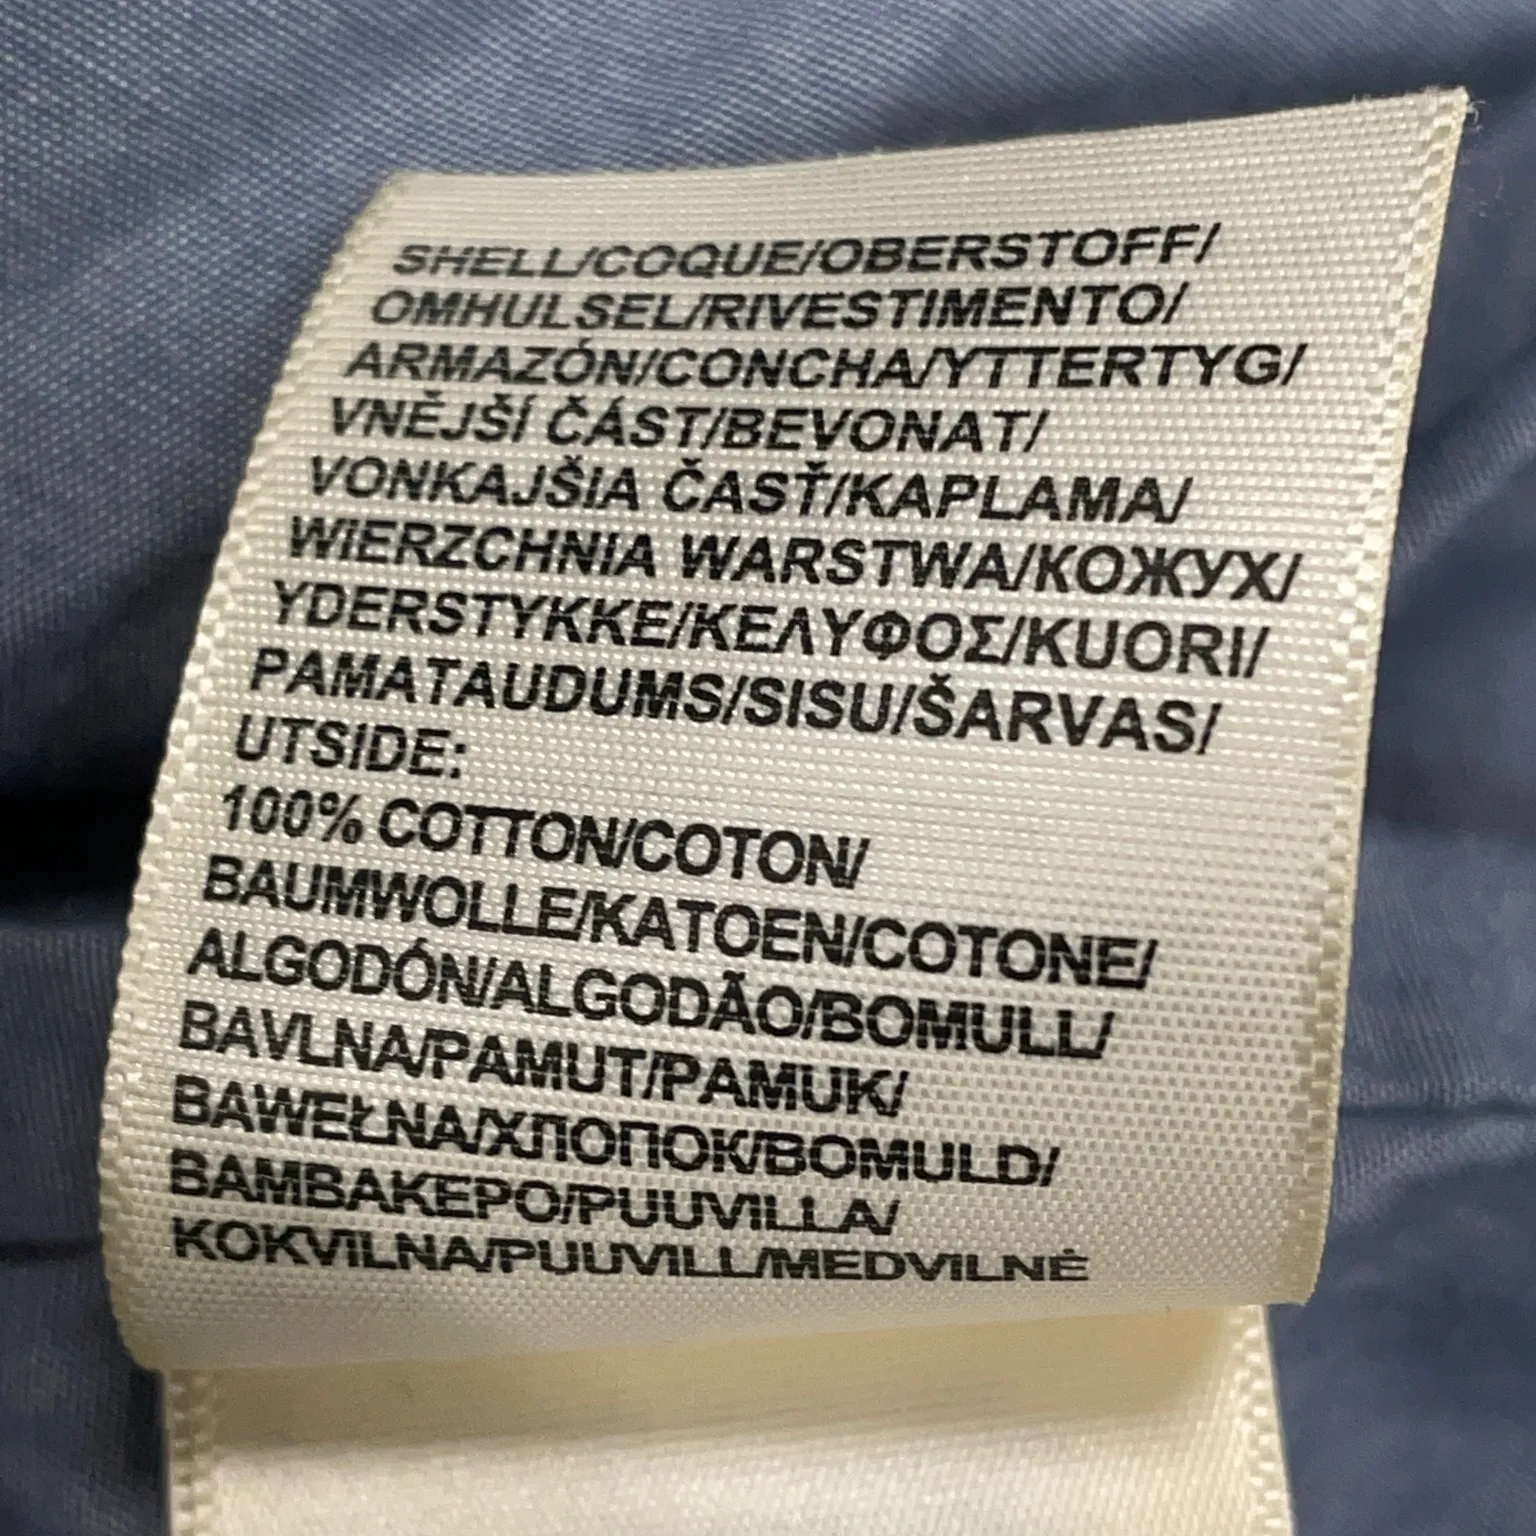 SHELL/COQUE/OBERSTOFF/
OMHULSEL/RIVESTIMENTO/
ARMAZÓN/CONCHA/YTTERTYG/
VNĚJŠÍ ČÁST/BEVONAT/
VONKAJŠIA ČASŤ/KAPLAMA/
WIERZCHNIA WARSTWA/КОЖУХ/
YDERSTYKKE/ΚΕΛΥΦΟΣ/KUORI/
PAMATAUDUMS/SISU/ŠARVAS/
UTSIDE:
100% COTTON/COTON/
BAUMWOLLE/KATOEN/COTONE/
ALGODÓN/ALGODÃO/BOMULL/
BAVLNA/PAMUT/PAMUK/
BAWEŁNA/ХЛОПОК/BOMULD/
ΒΑΜΒΑΚΕΡΟ/PUUVILLA/
KOKVILNA/PUUVILL/MEDVILNĖ